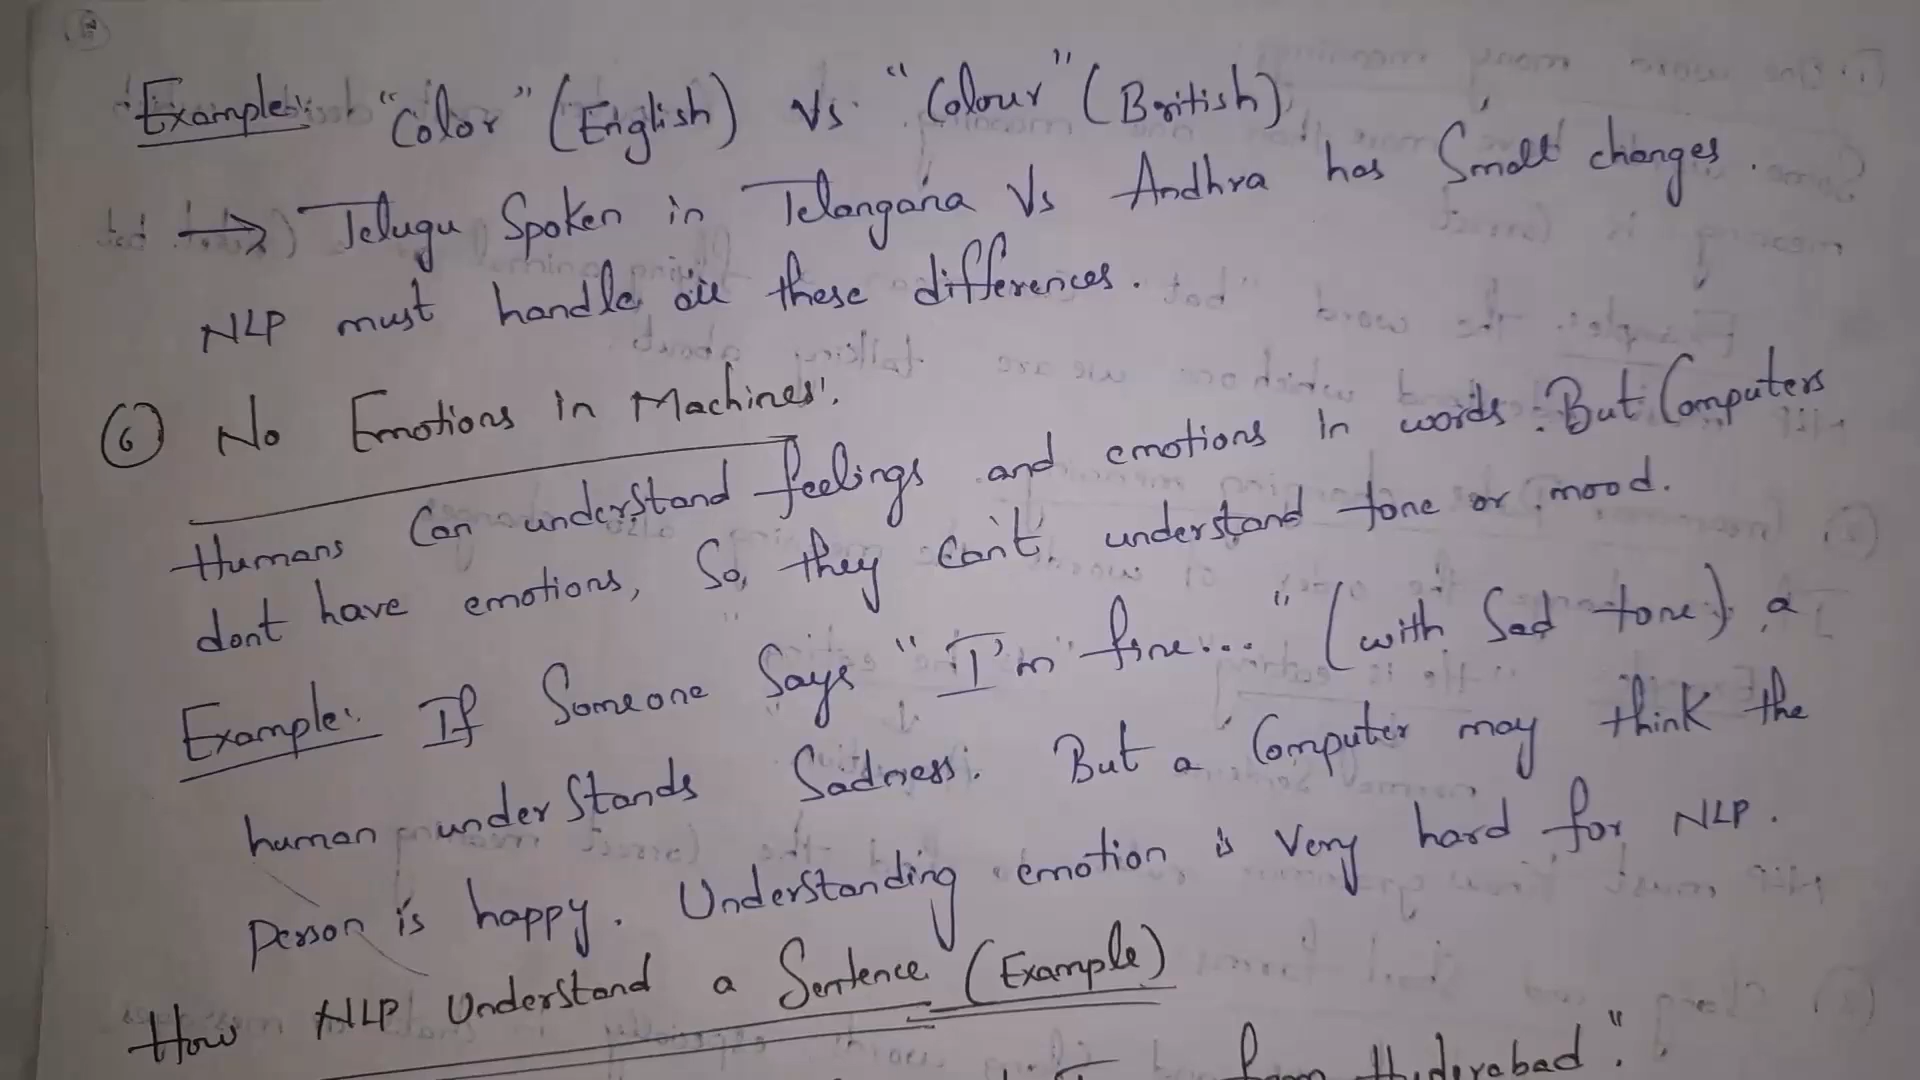 Example: "Color" (English) Vs "Colour" (British)
→ Telugu Spoken in Telangana Vs Andhra has Small changes.
NLP must handle all these differences.
6 No Emotions in Machines:
Humans Can understand feelings and emotions in words. But Computers
dont have emotions, So, they Can't understand tone or mood.
Example: If Someone Says "I'm fine..." (with Sad tone), a
human understands Sadness. But a Computer may think the
person is happy. Understanding emotion is Very hard for NLP.
How NLP Understand a Sentence (Example)
from Hyderabad".